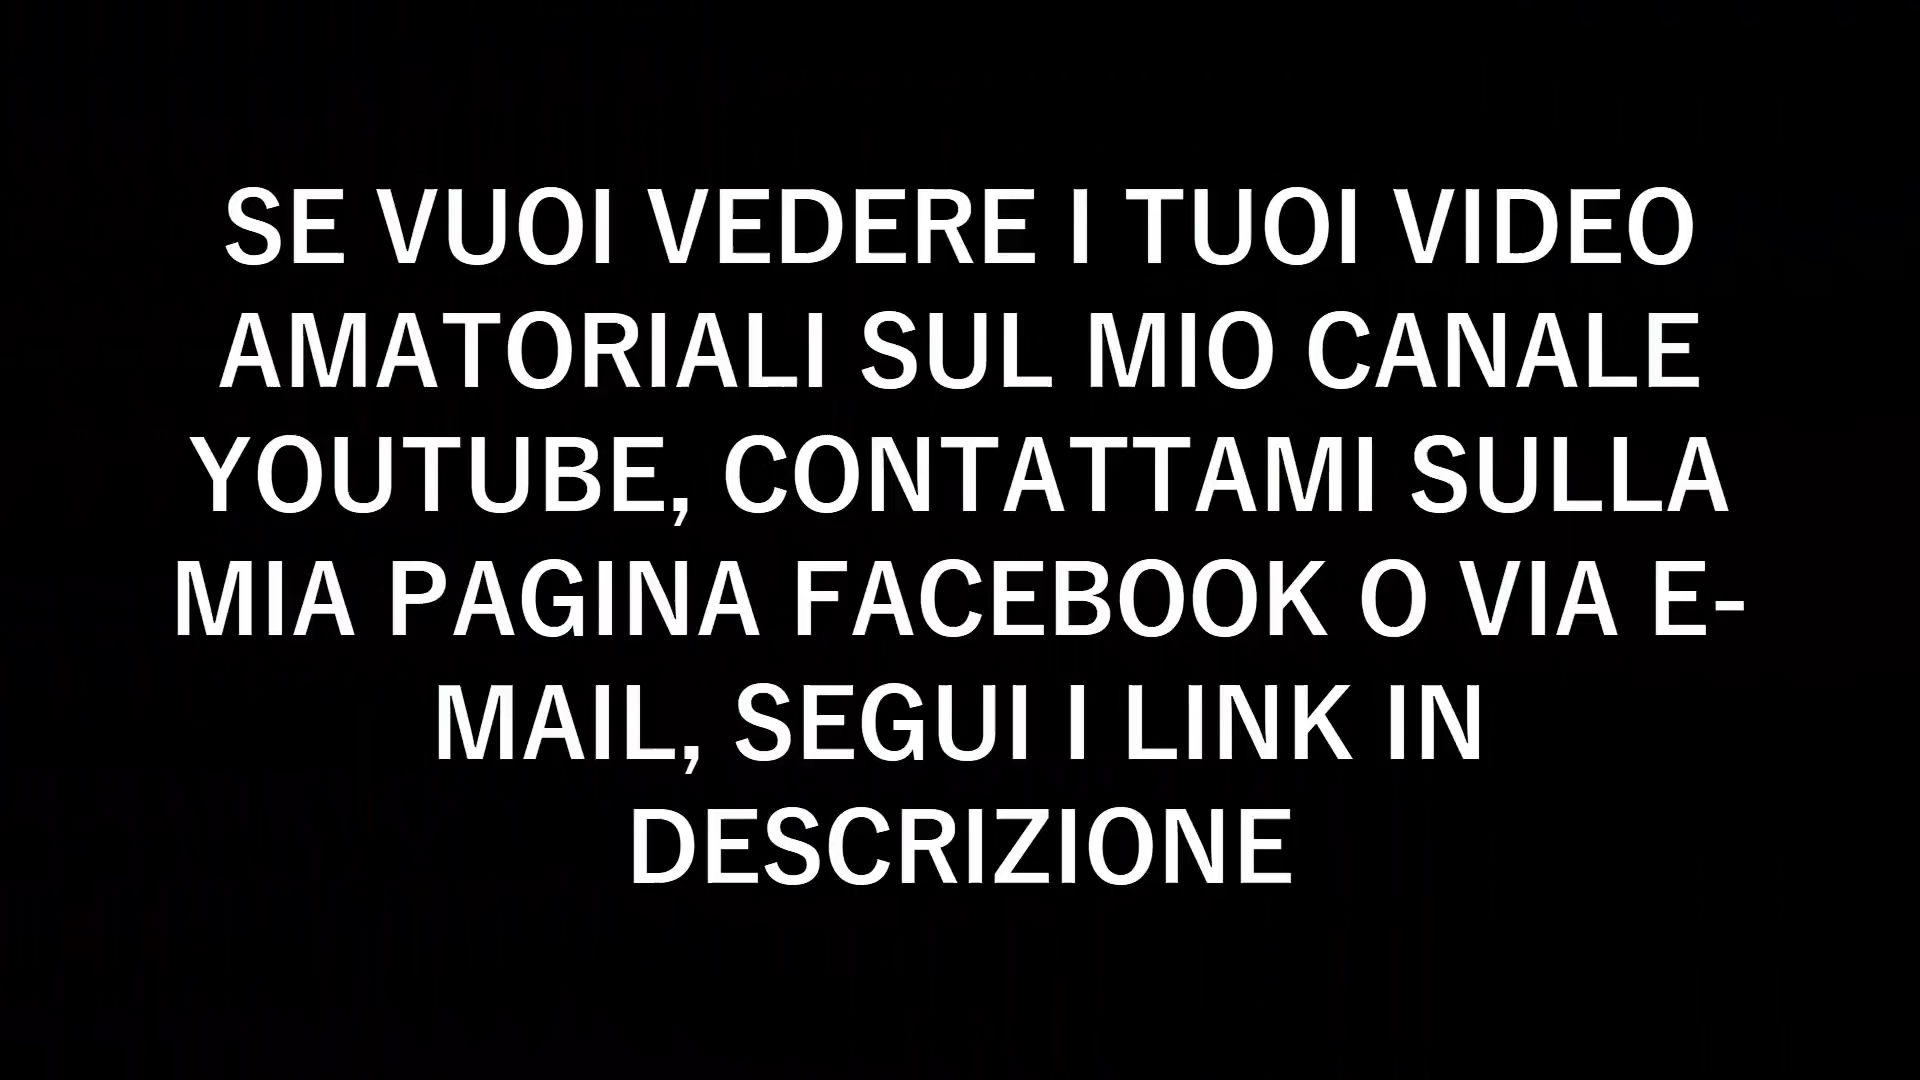 SE VUOI VEDERE I TUOI VIDEO
AMATORIALI SUL MIO CANALE
YOUTUBE, CONTATTAMI SULLA
MIA PAGINA FACEBOOK O VIA E-
MAIL, SEGUI I LINK IN
DESCRIZIONE